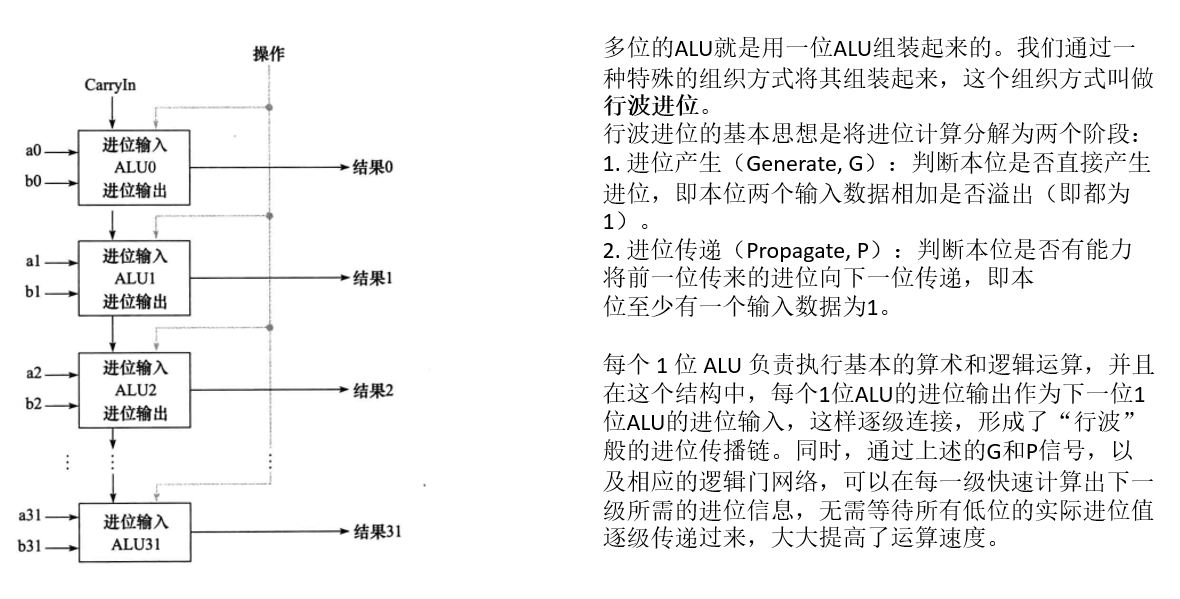 操作
CarryIn
a0
b0
进位输入
ALU0
进位输出
结果0
a1
b1
进位输入
ALU1
进位输出
结果1
a2
b2
进位输入
ALU2
进位输出
结果2
a31
b31
进位输入
ALU31
结果31
多位的ALU就是用一位ALU组装起来的。我们通过一
种特殊的组织方式将其组装起来，这个组织方式叫做
行波进位。
行波进位的基本思想是将进位计算分解为两个阶段：
1. 进位产生（Generate, G）：判断本位是否直接产生
进位，即本位两个输入数据相加是否溢出（即都为
1）。
2. 进位传递（Propagate, P）：判断本位是否有能力
将前一位传来的进位向下一位传递，即本
位至少有一个输入数据为1。
每个 1 位 ALU 负责执行基本的算术和逻辑运算，并且
在这个结构中，每个1位ALU的进位输出作为下一位1
位ALU的进位输入，这样逐级连接，形成了“行波”
般的进位传播链。同时，通过上述的G和P信号，以
及相应的逻辑门网络，可以在每一级快速计算出下一
级所需的进位信息，无需等待所有低位的实际进位值
逐级传递过来，大大提高了运算速度。